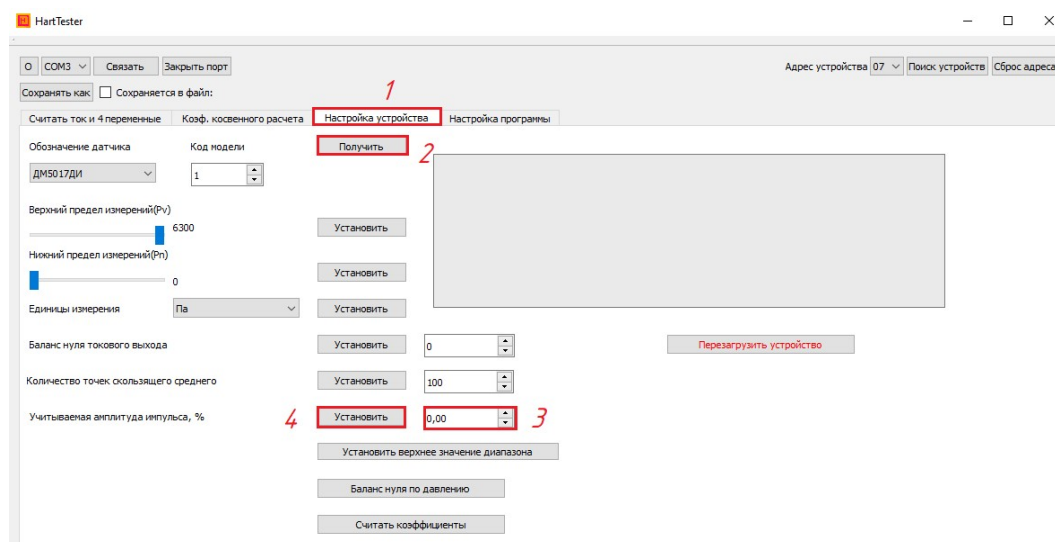 HartTester
О COM3 Связать Закрыть порт Адрес устройства 07 Поиск устройств Сброс адреса
Сохранять как Сохраняется в файл:
1
Считать ток и 4 переменные Коэф. косвенного расчета Настройка устройства Настройка программы
Обозначение датчика Код модели Получить 2
ДМ5017ДИ 1
Верхний предел измерений(Pv)
6300 Установить
Нижний предел измерений(Pn)
0 Установить
Единицы измерения Па Установить
Баланс нуля токового выхода Установить 0 Перезагрузить устройство
Количество точек скользящего среднего Установить 100
Учитываемая амплитуда импульса, % 4 Установить 0,00 3
Установить верхнее значение диапазона
Баланс нуля по давлению
Считать коэффициенты